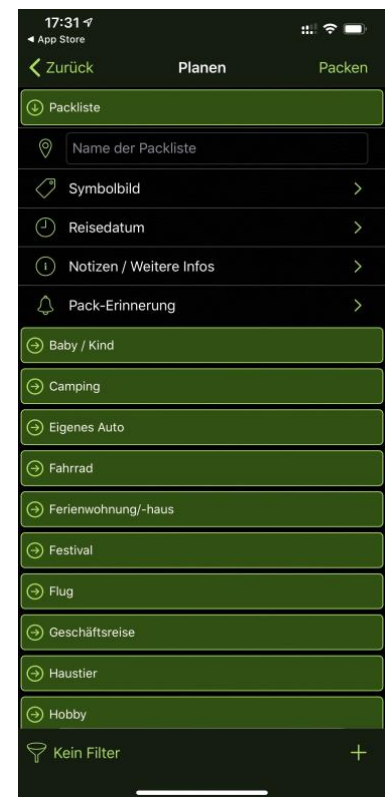 17:31
App Store
Zurück
Planen
Packen
Packliste
Name der Packliste
Symbolbild
Reisedatum
Notizen / Weitere Infos
Pack-Erinnerung
Baby / Kind
Camping
Eigenes Auto
Fahrrad
Ferienwohnung/-haus
Festival
Flug
Geschäftsreise
Haustier
Hobby
Kein Filter